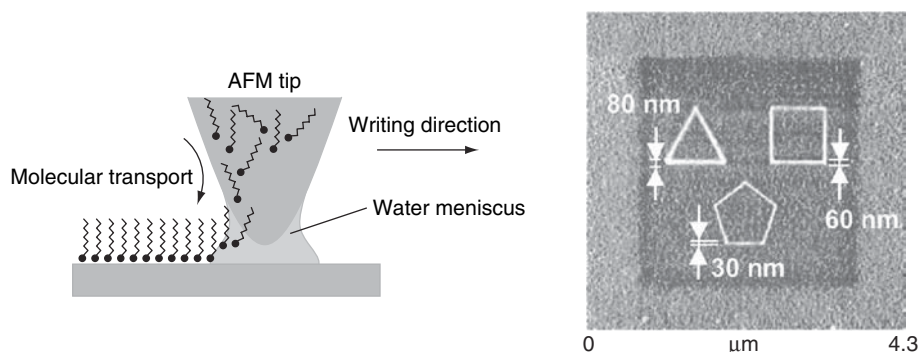 AFM tip
Writing direction
Molecular transport
Water meniscus
80 nm
60 nm
30 nm
0 μm 4.3